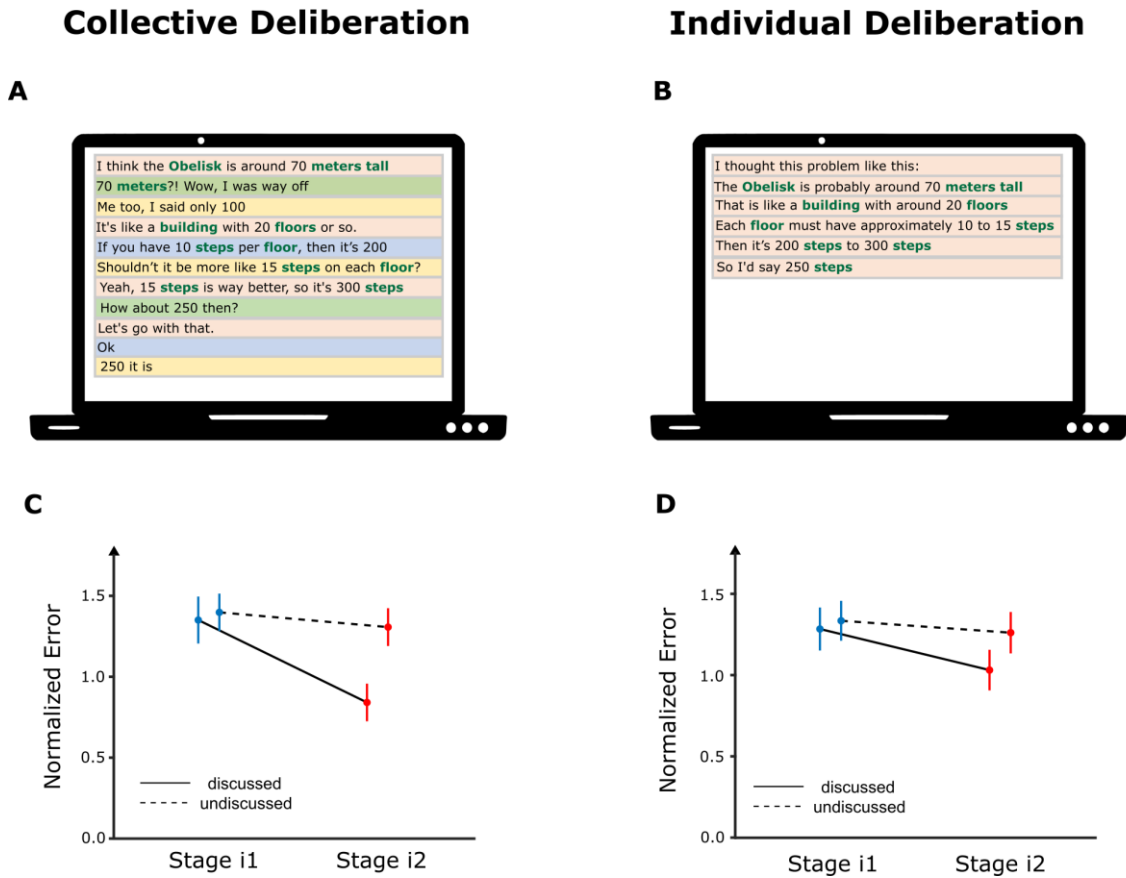 Collective Deliberation
Individual Deliberation
A
I think the Obelisk is around 70 meters tall
70 meters?! Wow, I was way off
Me too, I said only 100
It's like a building with 20 floors or so.
If you have 10 steps per floor, then it's 200
Shouldn't it be more like 15 steps on each floor?
Yeah, 15 steps is way better, so it's 300 steps
How about 250 then?
Let's go with that.
Ok
250 it is
B
I thought this problem like this:
The Obelisk is probably around 70 meters tall
That is like a building with around 20 floors
Each floor must have approximately 10 to 15 steps
Then it's 200 steps to 300 steps
So I'd say 250 steps
C
Normalized Error
1.5
1.0
0.5
0.0
discussed
undiscussed
Stage i1
Stage i2
D
Normalized Error
1.5
1.0
0.5
0.0
discussed
undiscussed
Stage i1
Stage i2